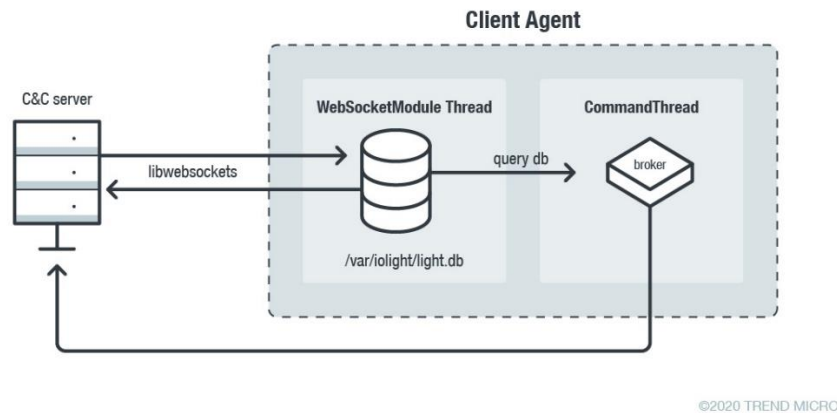 Client Agent
C&C server
WebSocketModule Thread
CommandThread
libwebsockets
query db
broker
/var/iolight/light.db
©2020 TREND MICRO